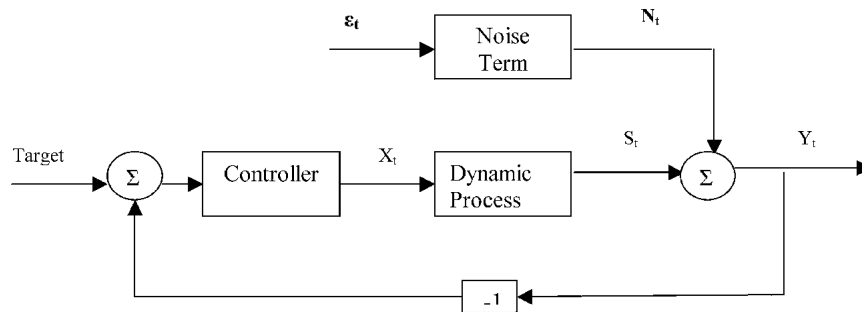 εt
Noise
Term
Nt
Target
Σ
Controller
Xt
Dynamic
Process
St
Σ
Yt
-1